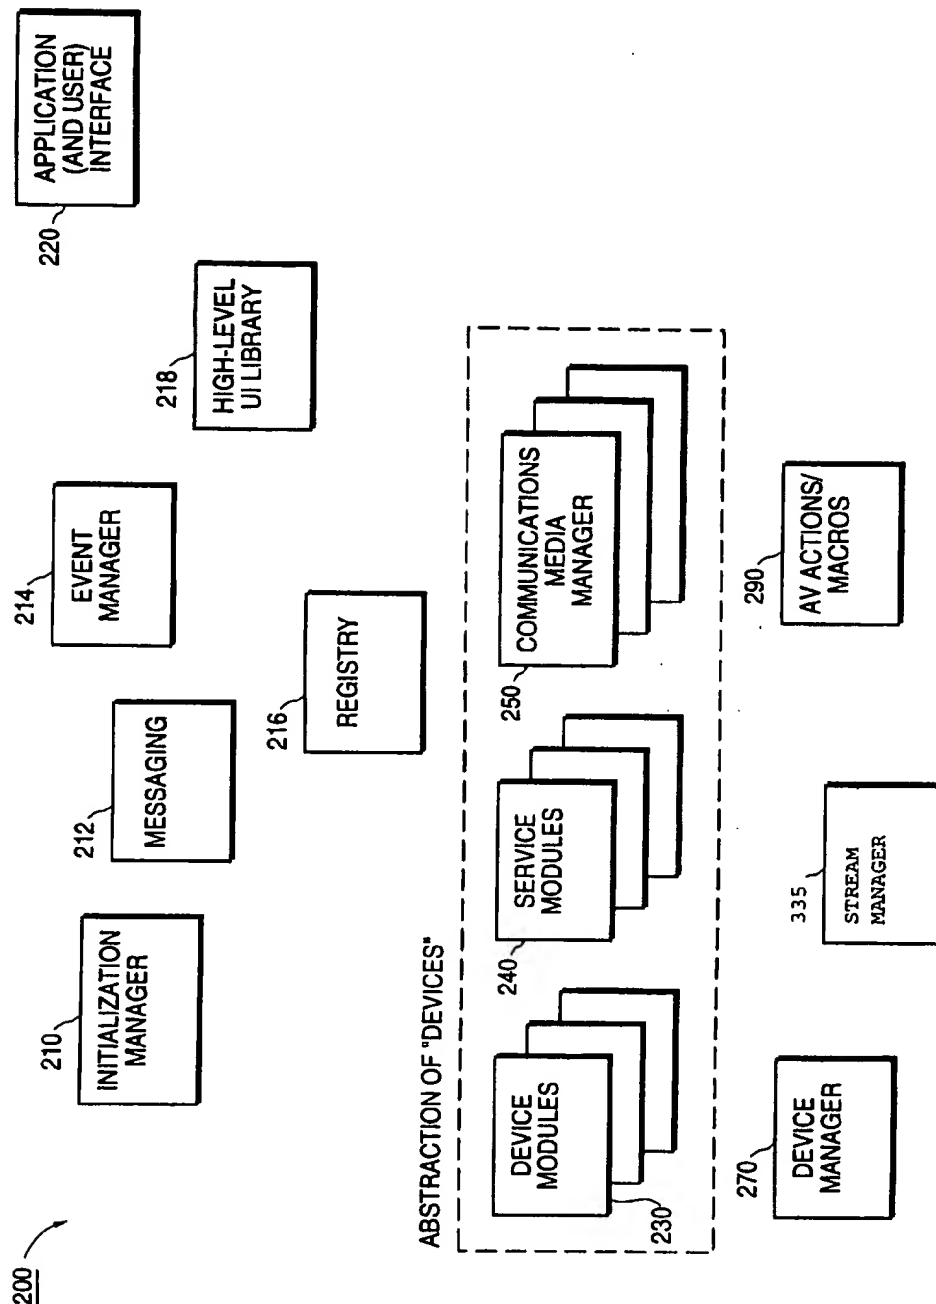 200
210
INITIALIZATION
MANAGER
212
MESSAGING
214
EVENT
MANAGER
216
REGISTRY
218
HIGH-LEVEL
UI LIBRARY
220
APPLICATION
(AND USER)
INTERFACE
ABSTRACTION OF "DEVICES"
DEVICE
MODULES
230
240
SERVICE
MODULES
250
COMMUNICATIONS
MEDIA
MANAGER
270
DEVICE
MANAGER
335
STREAM
MANAGER
290
AV ACTIONS/
MACROS